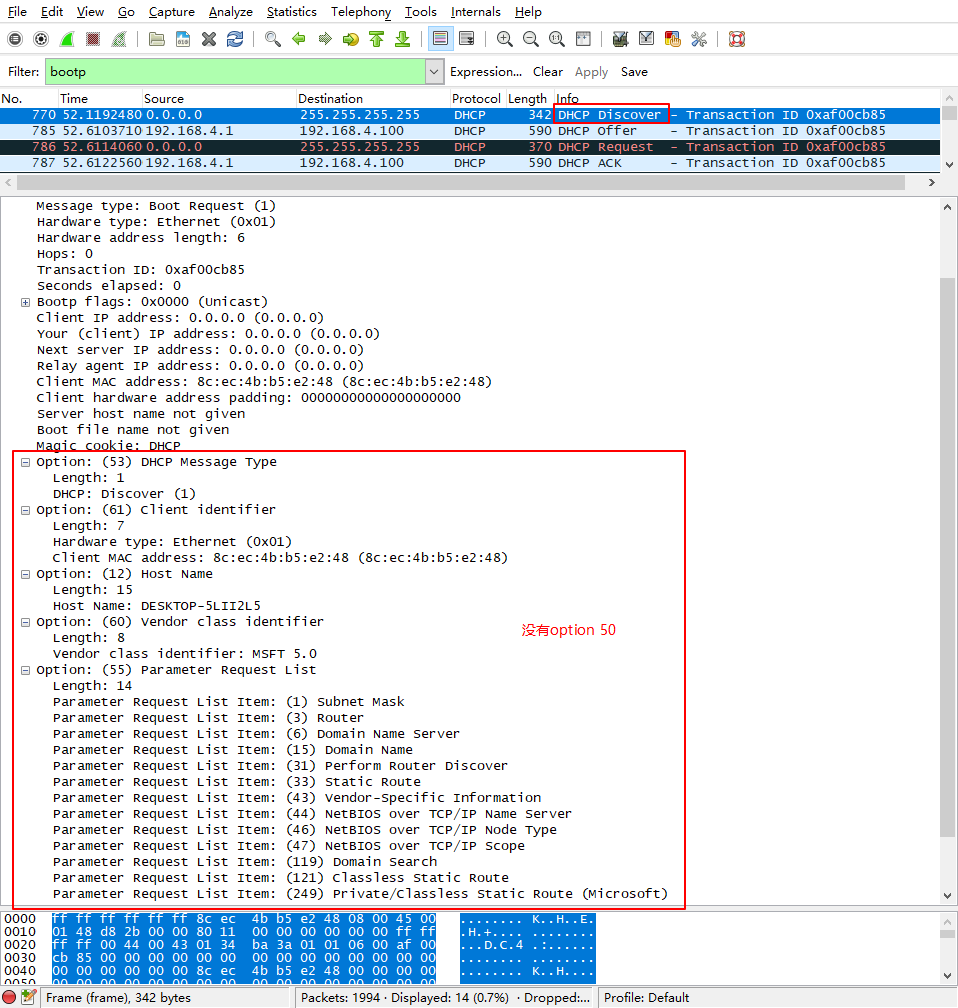 File Edit View Go Capture Analyze Statistics Telephony Tools Internals Help
Filter: bootp Expression... Clear Apply Save
No. Time Source Destination Protocol Length Info
770 52.1192480 0.0.0.0 255.255.255.255 DHCP 342 DHCP Discover - Transaction ID 0xaf00cb85
785 52.6103710 192.168.4.1 192.168.4.100 DHCP 590 DHCP Offer - Transaction ID 0xaf00cb85
786 52.6114060 0.0.0.0 255.255.255.255 DHCP 370 DHCP Request - Transaction ID 0xaf00cb85
787 52.6122560 192.168.4.1 192.168.4.100 DHCP 590 DHCP ACK - Transaction ID 0xaf00cb85
Message type: Boot Request (1)
Hardware type: Ethernet (0x01)
Hardware address length: 6
Hops: 0
Transaction ID: 0xaf00cb85
Seconds elapsed: 0
Bootp flags: 0x0000 (Unicast)
Client IP address: 0.0.0.0 (0.0.0.0)
Your (client) IP address: 0.0.0.0 (0.0.0.0)
Next server IP address: 0.0.0.0 (0.0.0.0)
Relay agent IP address: 0.0.0.0 (0.0.0.0)
Client MAC address: 8c:ec:4b:b5:e2:48 (8c:ec:4b:b5:e2:48)
Client hardware address padding: 00000000000000000000
Server host name not given
Boot file name not given
Magic cookie: DHCP
Option: (53) DHCP Message Type
Length: 1
DHCP: Discover (1)
Option: (61) Client identifier
Length: 7
Hardware type: Ethernet (0x01)
Client MAC address: 8c:ec:4b:b5:e2:48 (8c:ec:4b:b5:e2:48)
Option: (12) Host Name
Length: 15
Host Name: DESKTOP-5LII2L5
Option: (60) Vendor class identifier
没有option 50
Length: 8
Vendor class identifier: MSFT 5.0
Option: (55) Parameter Request List
Length: 14
Parameter Request List Item: (1) Subnet Mask
Parameter Request List Item: (3) Router
Parameter Request List Item: (6) Domain Name Server
Parameter Request List Item: (15) Domain Name
Parameter Request List Item: (31) Perform Router Discover
Parameter Request List Item: (33) Static Route
Parameter Request List Item: (43) Vendor-Specific Information
Parameter Request List Item: (44) NetBIOS over TCP/IP Name Server
Parameter Request List Item: (46) NetBIOS over TCP/IP Node Type
Parameter Request List Item: (47) NetBIOS over TCP/IP Scope
Parameter Request List Item: (119) Domain Search
Parameter Request List Item: (121) Classless Static Route
Parameter Request List Item: (249) Private/Classless Static Route (Microsoft)
0000 ff ff ff ff ff ff 8c ec 4b b5 e2 48 08 00 45 00 ........ K..H..E.
0010 01 48 d8 2b 00 00 80 11 00 00 00 00 00 00 ff ff .H.+.... ........
0020 ff ff 00 44 00 43 01 34 ba 3a 01 01 06 00 af 00 ...D.C.4 .:......
0030 cb 85 00 00 00 00 00 00 00 00 00 00 00 00 00 00 ........ ........
0040 00 00 00 00 00 00 8c ec 4b b5 e2 48 00 00 00 00 ........ K..H....
Frame (frame), 342 bytes Packets: 1994 · Displayed: 14 (0.7%) · Dropped:... Profile: Default